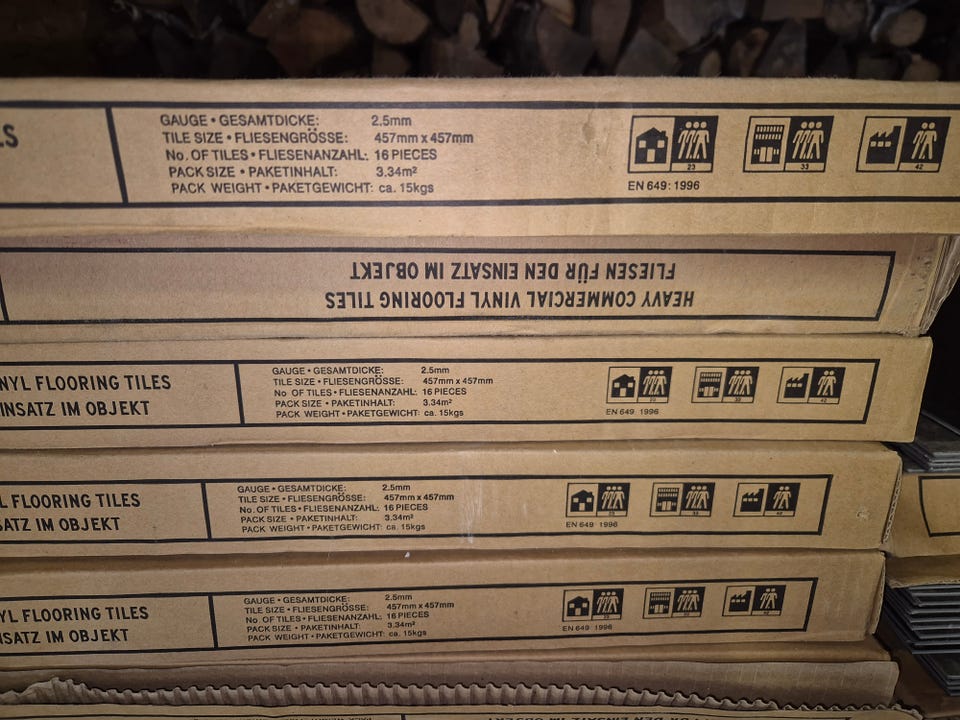 LS
GAUGE • GESAMTDICKE: 2.5mm
TILE SIZE • FLIESENGRÖSSE: 457mm x 457mm
No. OF TILES • FLIESENANZAHL: 16 PIECES
PACK SIZE • PAKETINHALT: 3.34m²
PACK WEIGHT • PAKETGEWICHT: ca. 15kgs
23 33 42
EN 649: 1996
HEAVY COMMERCIAL VINYL FLOORING TILES
FLIESEN FÜR DEN EINSATZ IM OBJEKT
NYL FLOORING TILES
INSATZ IM OBJEKT
GAUGE • GESAMTDICKE: 2.5mm
TILE SIZE • FLIESENGRÖSSE: 457mm x 457mm
No OF TILES • FLIESENANZAHL: 16 PIECES
PACK SIZE • PAKETINHALT: 3.34m²
PACK WEIGHT • PAKETGEWICHT: ca. 15kgs
EN 649 1996
L FLOORING TILES
SATZ IM OBJEKT
GAUGE • GESAMTDICKE: 2.5mm
TILE SIZE • FLIESENGRÖSSE: 457mm x 457mm
No. OF TILES • FLIESENANZAHL: 16 PIECES
PACK SIZE • PAKETINHALT: 3.34m²
PACK WEIGHT • PAKETGEWICHT: ca. 15kgs
EN 649 1996
NYL FLOORING TILES
NSATZ IM OBJEKT
GAUGE • GESAMTDICKE: 2.5mm
TILE SIZE • FLIESENGRÖSSE: 457mm x 457mm
No. OF TILES • FLIESENANZAHL: 16 PIECES
PACK SIZE • PAKETINHALT: 3.34m²
PACK WEIGHT • PAKETGEWICHT: ca. 15kgs
EN 649 1996